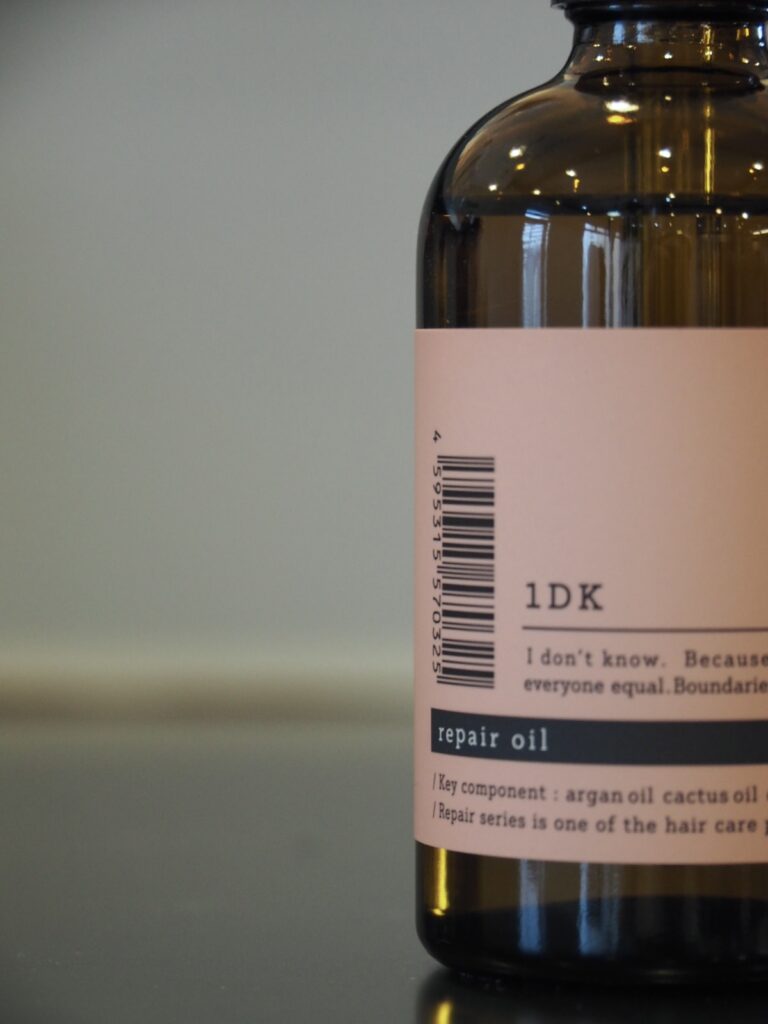 4 595315 570325
1DK
I don't know. Because
everyone equal. Boundarie
repair oil
/ Key component : argan oil cactus oil
/ Repair series is one of the hair care